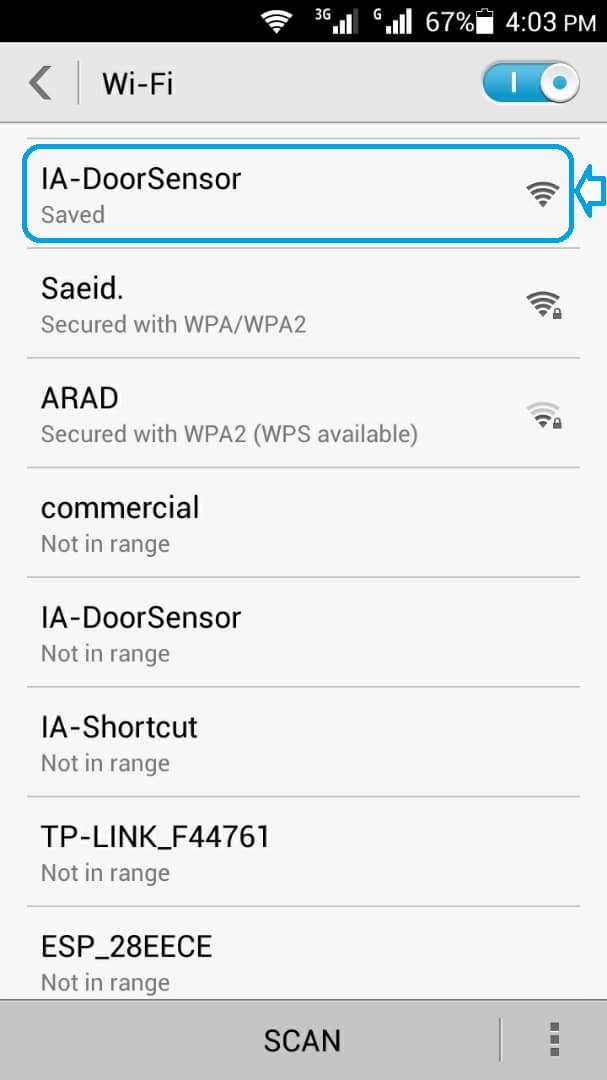 3G G 67% 4:03 PM
Wi-Fi
IA-DoorSensor
Saved
Saeid.
Secured with WPA/WPA2
ARAD
Secured with WPA2 (WPS available)
commercial
Not in range
IA-DoorSensor
Not in range
IA-Shortcut
Not in range
TP-LINK_F44761
Not in range
ESP_28EECE
Not in range
SCAN